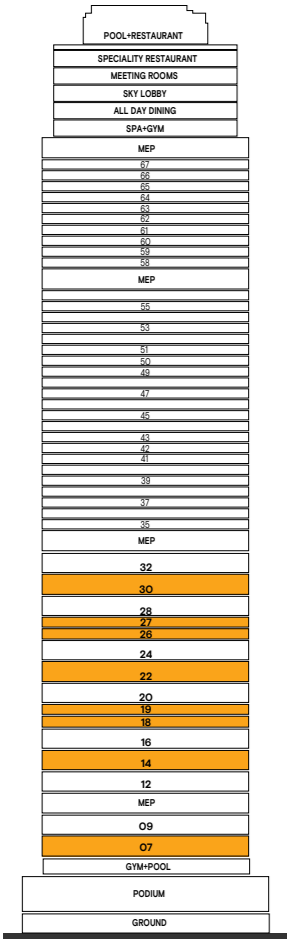 POOL+RESTAURANT
SPECIALITY RESTAURANT
MEETING ROOMS
SKY LOBBY
ALL DAY DINING
SPA+GYM
MEP
67
66
65
64
63
62
61
60
59
58
MEP
55
53
51
50
49
47
45
43
42
41
39
37
35
MEP
32
30
28
27
26
24
22
20
19
18
16
14
12
MEP
09
07
GYM+POOL
PODIUM
GROUND